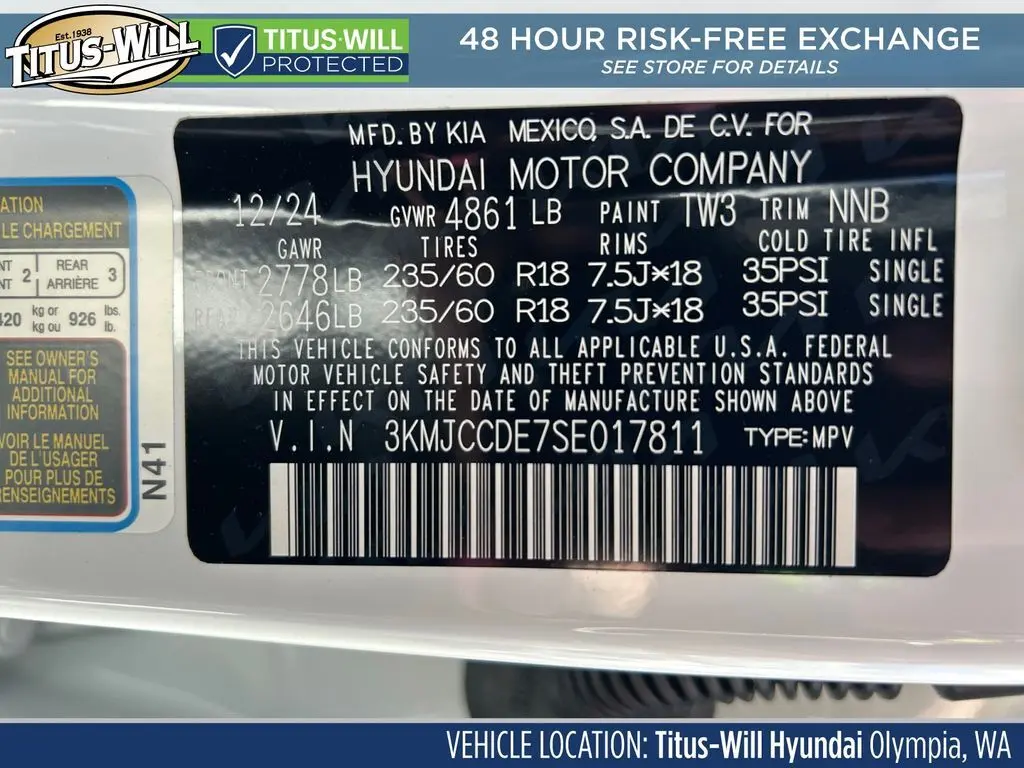 Est. 1938
TITUS-WILL
TITUS-WILL
PROTECTED
48 HOUR RISK-FREE EXCHANGE
SEE STORE FOR DETAILS
MFD. BY KIA MEXICO, S.A. DE C.V. FOR
HYUNDAI MOTOR COMPANY
12/24 GVWR 4861 LB PAINT TW3 TRIM NNB
GAWR TIRES RIMS COLD TIRE INFL
2778LB 235/60 R18 7.5J×18 35PSI SINGLE
2646LB 235/60 R18 7.5J×18 35PSI SINGLE
THIS VEHICLE CONFORMS TO ALL APPLICABLE U.S.A. FEDERAL
MOTOR VEHICLE SAFETY AND THEFT PREVENTION STANDARDS
IN EFFECT ON THE DATE OF MANUFACTURE SHOWN ABOVE
V.I.N 3KMJCCDE7SE017811 TYPE:MPV
ATION
LE CHARGEMENT
NT 2 REAR 3
NT ARRIÈRE
420 kg or 926 lbs.
kg ou lb.
SEE OWNER'S
MANUAL FOR
ADDITIONAL
INFORMATION
VOIR LE MANUEL
DE L'USAGER
POUR PLUS DE
RENSEIGNEMENTS
N41
VEHICLE LOCATION: Titus-Will Hyundai Olympia, WA